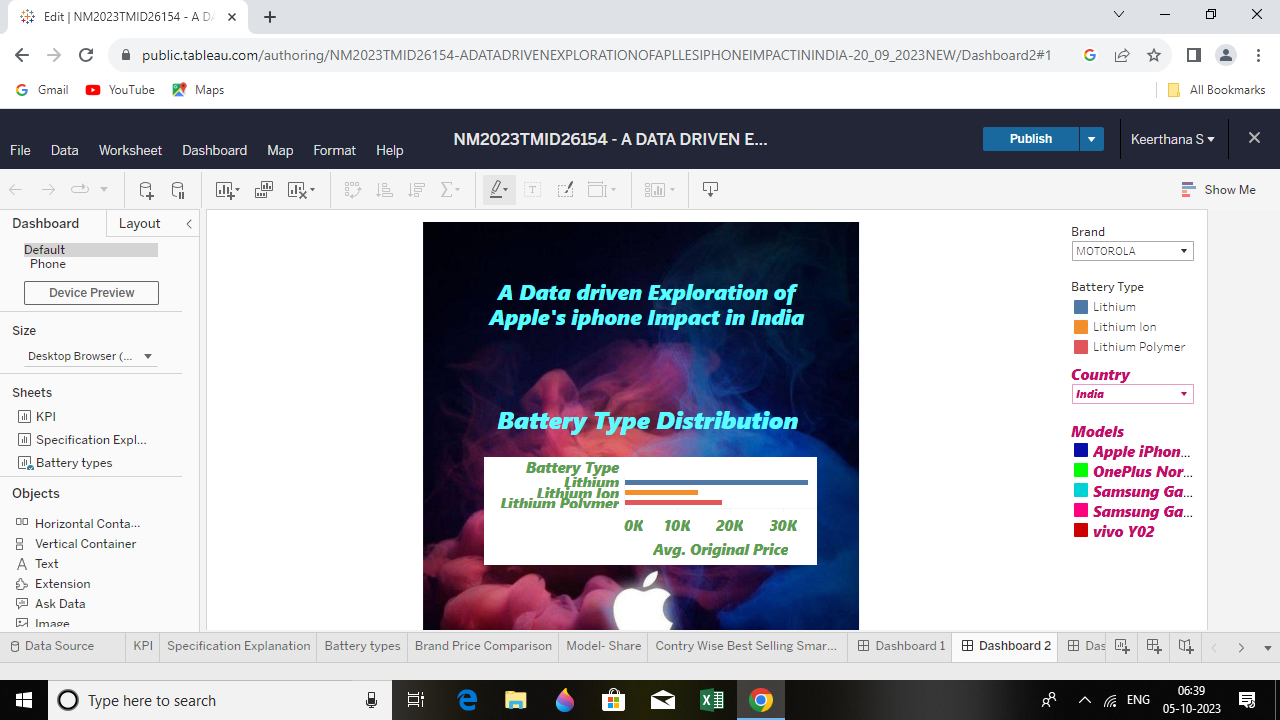 Edit | NM2023TMID26154 - A DA
public.tableau.com/authoring/NM2023TMID26154-ADATADRIVENEXPLORATIONOFAPLLESIPHONEIMPACTININDIA-20_09_2023NEW/Dashboard2#1
Gmail
YouTube
Maps
All Bookmarks
NM2023TMID26154 - A DATA DRIVEN E...
Publish
Keerthana S
File
Data
Worksheet
Dashboard
Map
Format
Help
Show Me
Dashboard
Layout
Default
Phone
Device Preview
Size
Desktop Browser (...
Sheets
KPI
Specification Expl...
Battery types
Objects
Horizontal Conta...
Vertical Container
Text
Extension
Ask Data
Image
A Data driven Exploration of
Apple's iphone Impact in India
Battery Type Distribution
Battery Type
Lithium
Lithium Ion
Lithium Polymer
0K 10K 20K 30K
Avg. Original Price
Brand
MOTOROLA
Battery Type
Lithium
Lithium Ion
Lithium Polymer
Country
India
Models
Apple iPhon...
OnePlus Nor...
Samsung Ga...
Samsung Ga...
vivo Y02
Data Source
KPI
Specification Explanation
Battery types
Brand Price Comparison
Model- Share
Contry Wise Best Selling Smar...
Dashboard 1
Dashboard 2
Das
Type here to search
ENG
06:39
05-10-2023